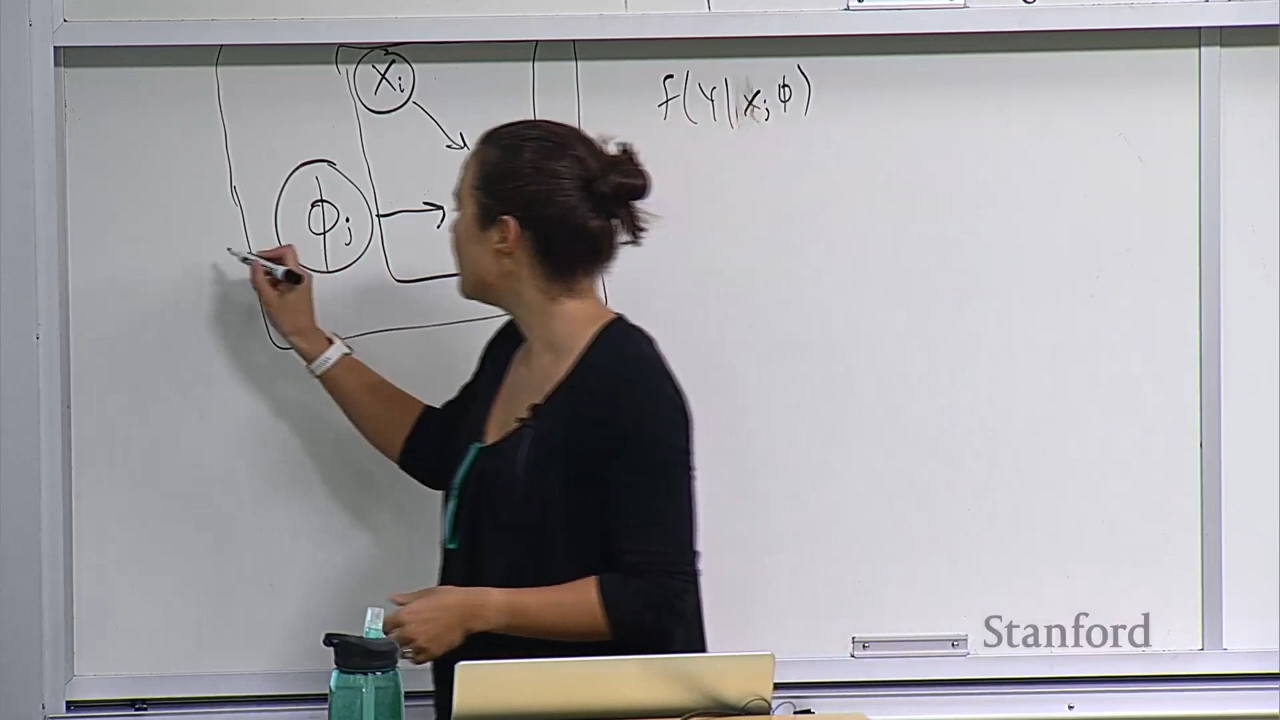 xᵢ
f(y|x; φ)
φⱼ
Stanford